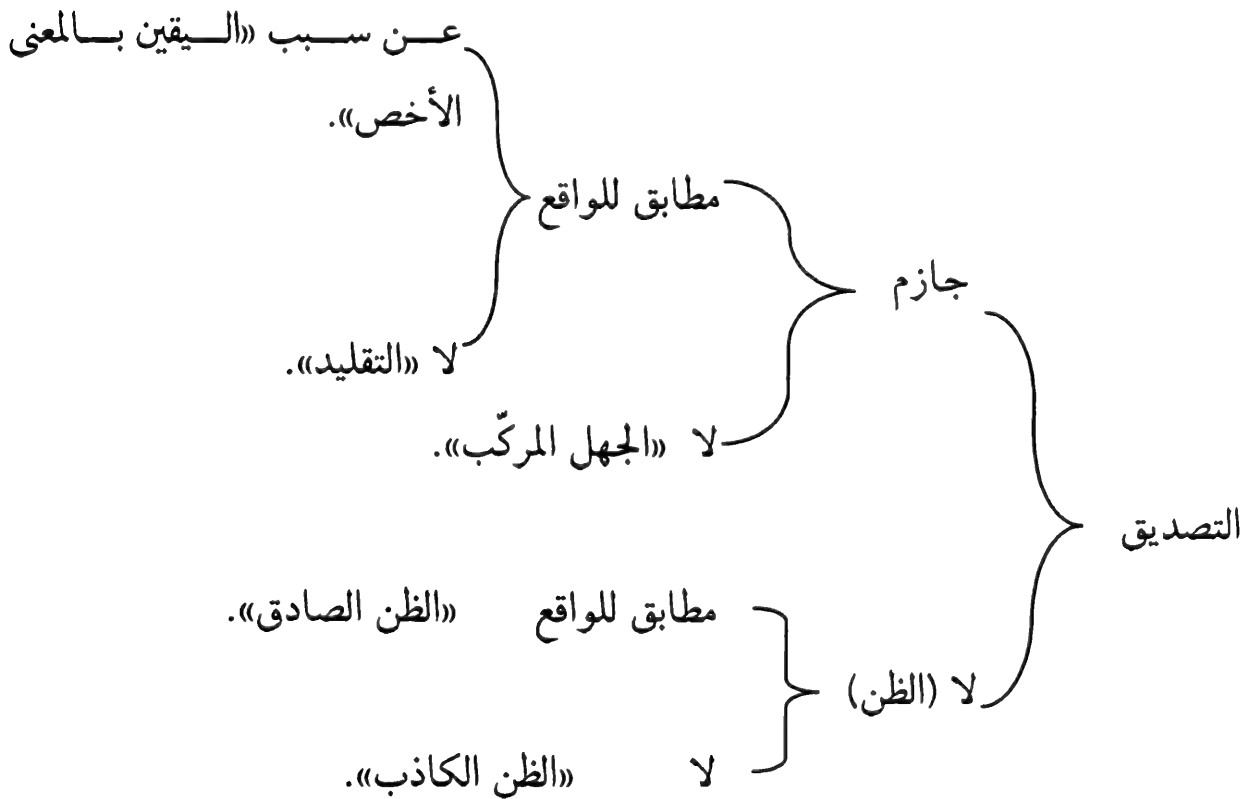 عن سبب «اليقين بالمعنى
الأخص».
مطابق للواقع
جازم
لا «التقليد».
لا «الجهل المركّب».
التصديق
مطابق للواقع «الظن الصادق».
لا (الظن)
لا «الظن الكاذب».